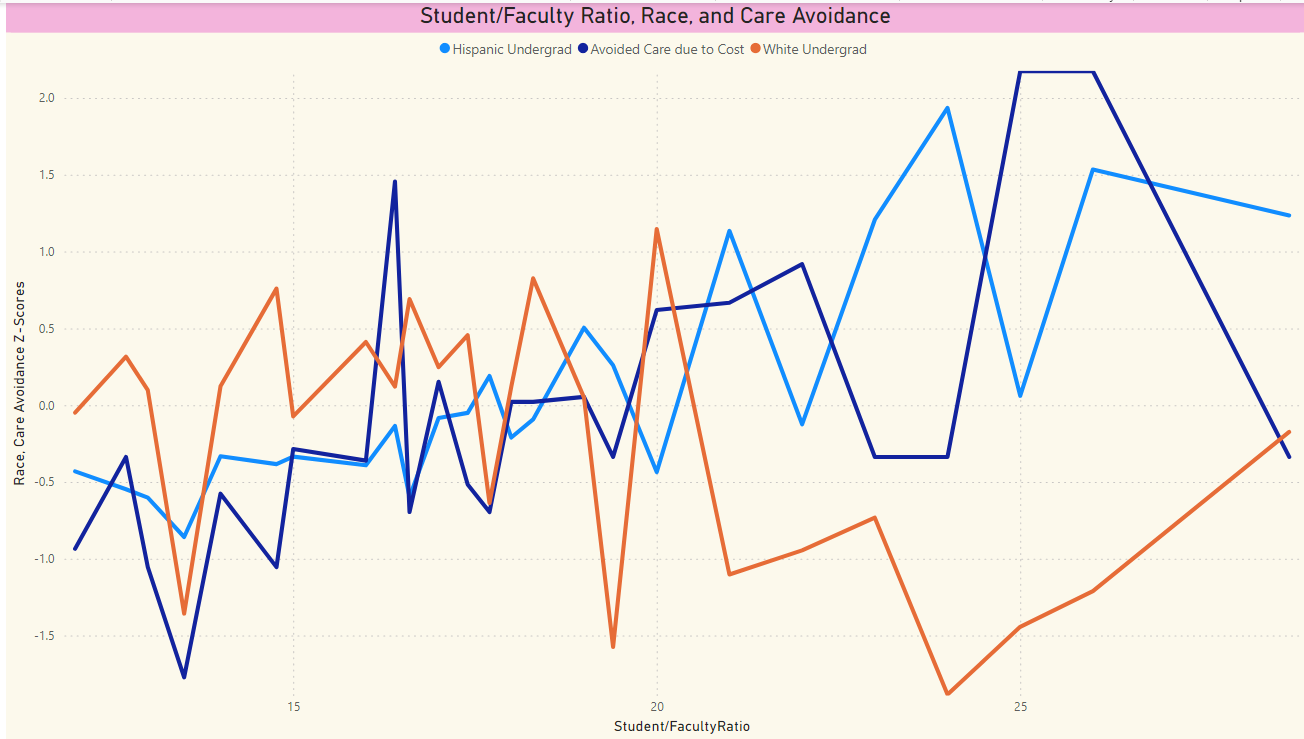 Student/Faculty Ratio, Race, and Care Avoidance
Hispanic Undergrad Avoided Care due to Cost White Undergrad
2.0
1.5
1.0
0.5
0.0
-0.5
-1.0
-1.5
Race, Care Avoidance Z-Scores
15 20 25
Student/FacultyRatio